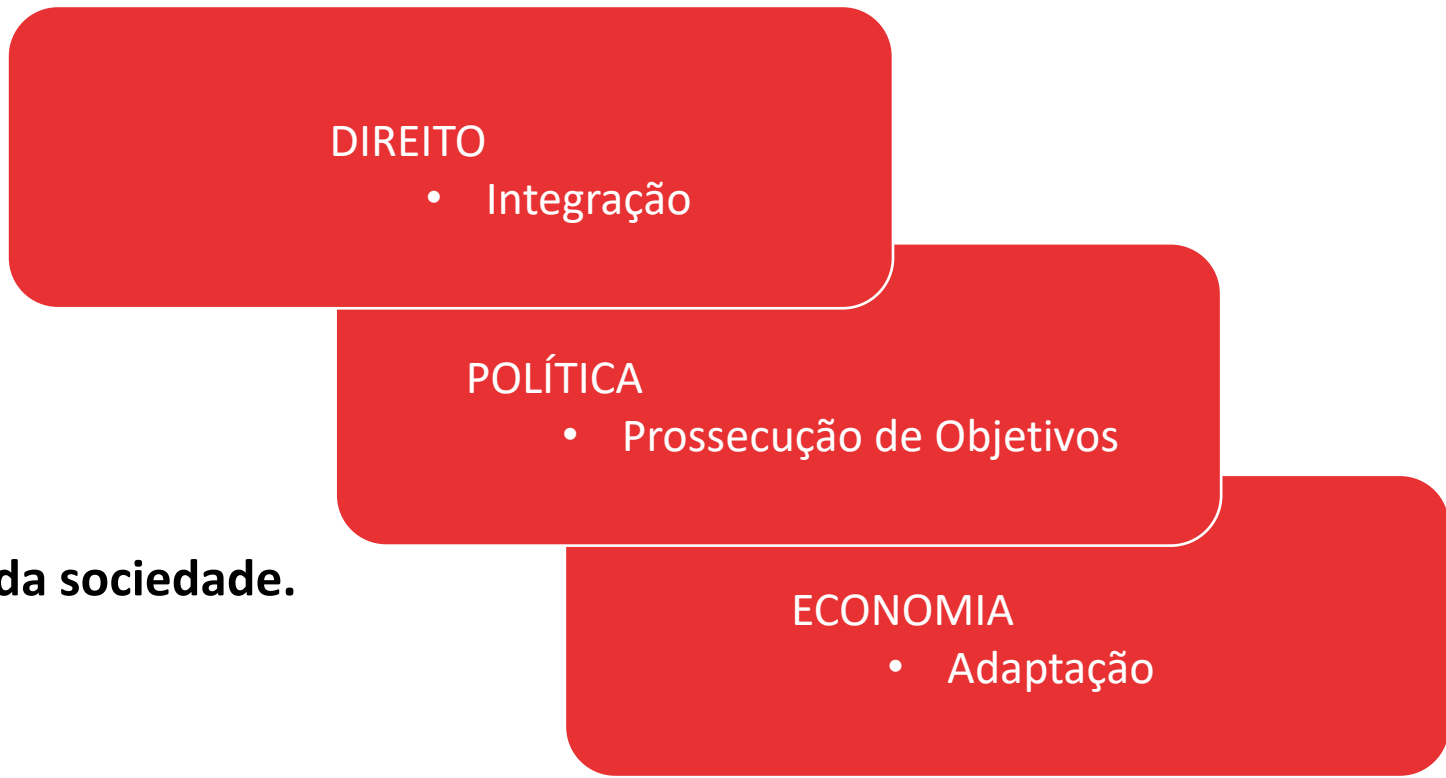 DIREITO
• Integração
POLÍTICA
• Prossecução de Objetivos
da sociedade.
ECONOMIA
• Adaptação